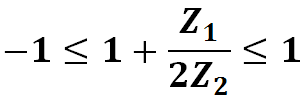 −1 ≤ 1 + Z₁/2Z₂ ≤ 1